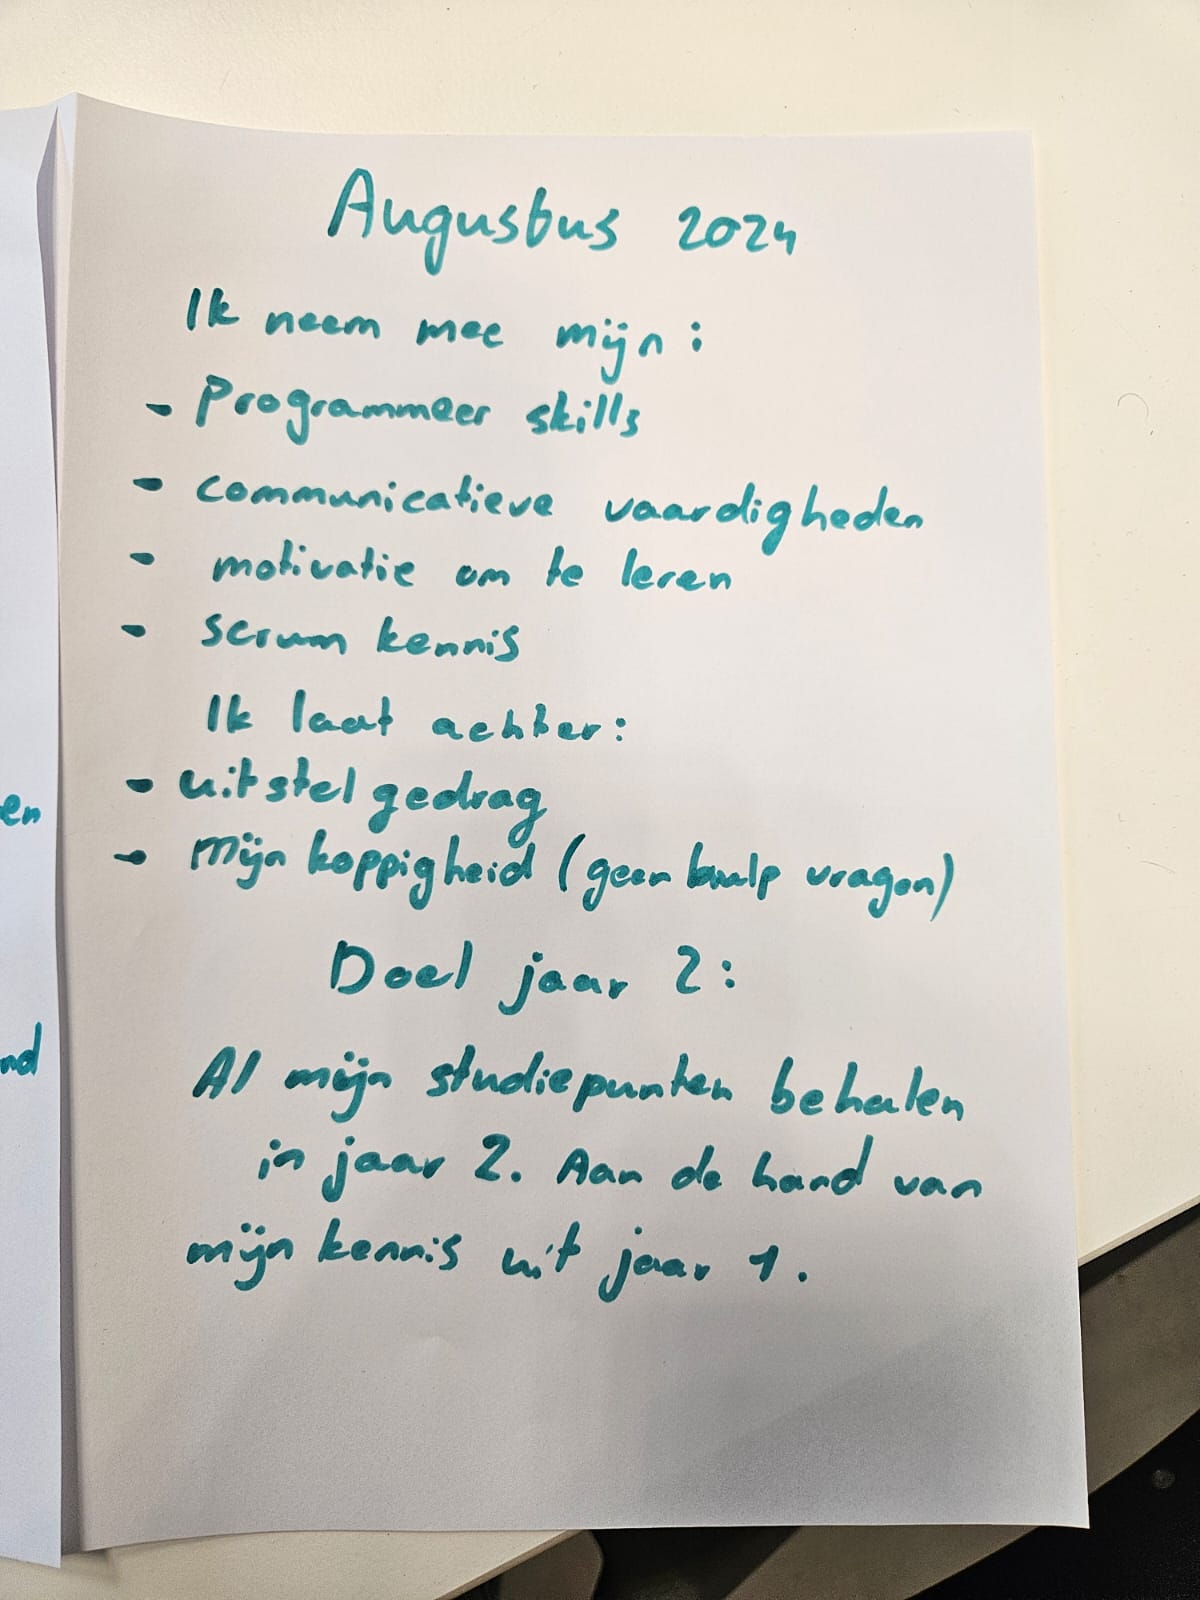 Augustus 2024
Ik neem mee mijn:
- Programmeer skills
- communicatieve vaardigheden
- motivatie om te leren
- scrum kennis
Ik laat achter:
- uitstel gedrag
- Mijn koppigheid (geen hulp vragen)
Doel jaar 2:
Al mijn studiepunten behalen
in jaar 2. Aan de hand van
mijn kennis uit jaar 1.
en
nd